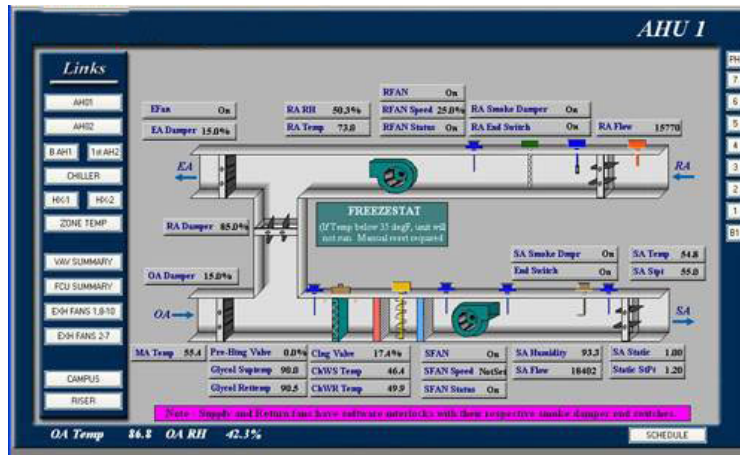 AHU 1
Links
AH01
AH02
B AH1 1st AH2
CHILLER
HX-1 HX-2
ZONE TEMP
VAV SUMMARY
FCU SUMMARY
EXH FANS 1,8-10
EXH FANS 2-7
CAMPUS
RISER
PH
7
6
5
4
3
2
1
B1
EFan On
EA Damper 15.0%
RA RH 50.3%
RA Temp 73.0
RFAN On
RFAN Speed 25.0%
RFAN Status On
RA Smoke Damper On
RA End Switch On
RA Flow 15770
EA
RA
RA Damper 85.0%
FREEZESTAT
(If Temp below 35 degF, unit will
not run. Manual reset required
OA Damper 15.0%
SA Smoke Dmpr On
End Switch On
SA Temp 54.8
SA Stpt 55.0
OA
SA
MA Temp 55.4
Pre-Htng Valve 0.0%
Glycol Suptemp 90.0
Glycol Rettemp 90.5
Clng Valve 17.4%
ChWS Temp 46.4
ChWR Temp 49.9
SFAN On
SFAN Speed NotSet
SFAN Status On
SA Humidity 93.3
SA Flow 18402
SA Static 1.00
Static StPt 1.20
Note - Supply and Return fans have software interlocks with their respective smoke damper end switches.
OA Temp 86.8 OA RH 42.3%
SCHEDULE